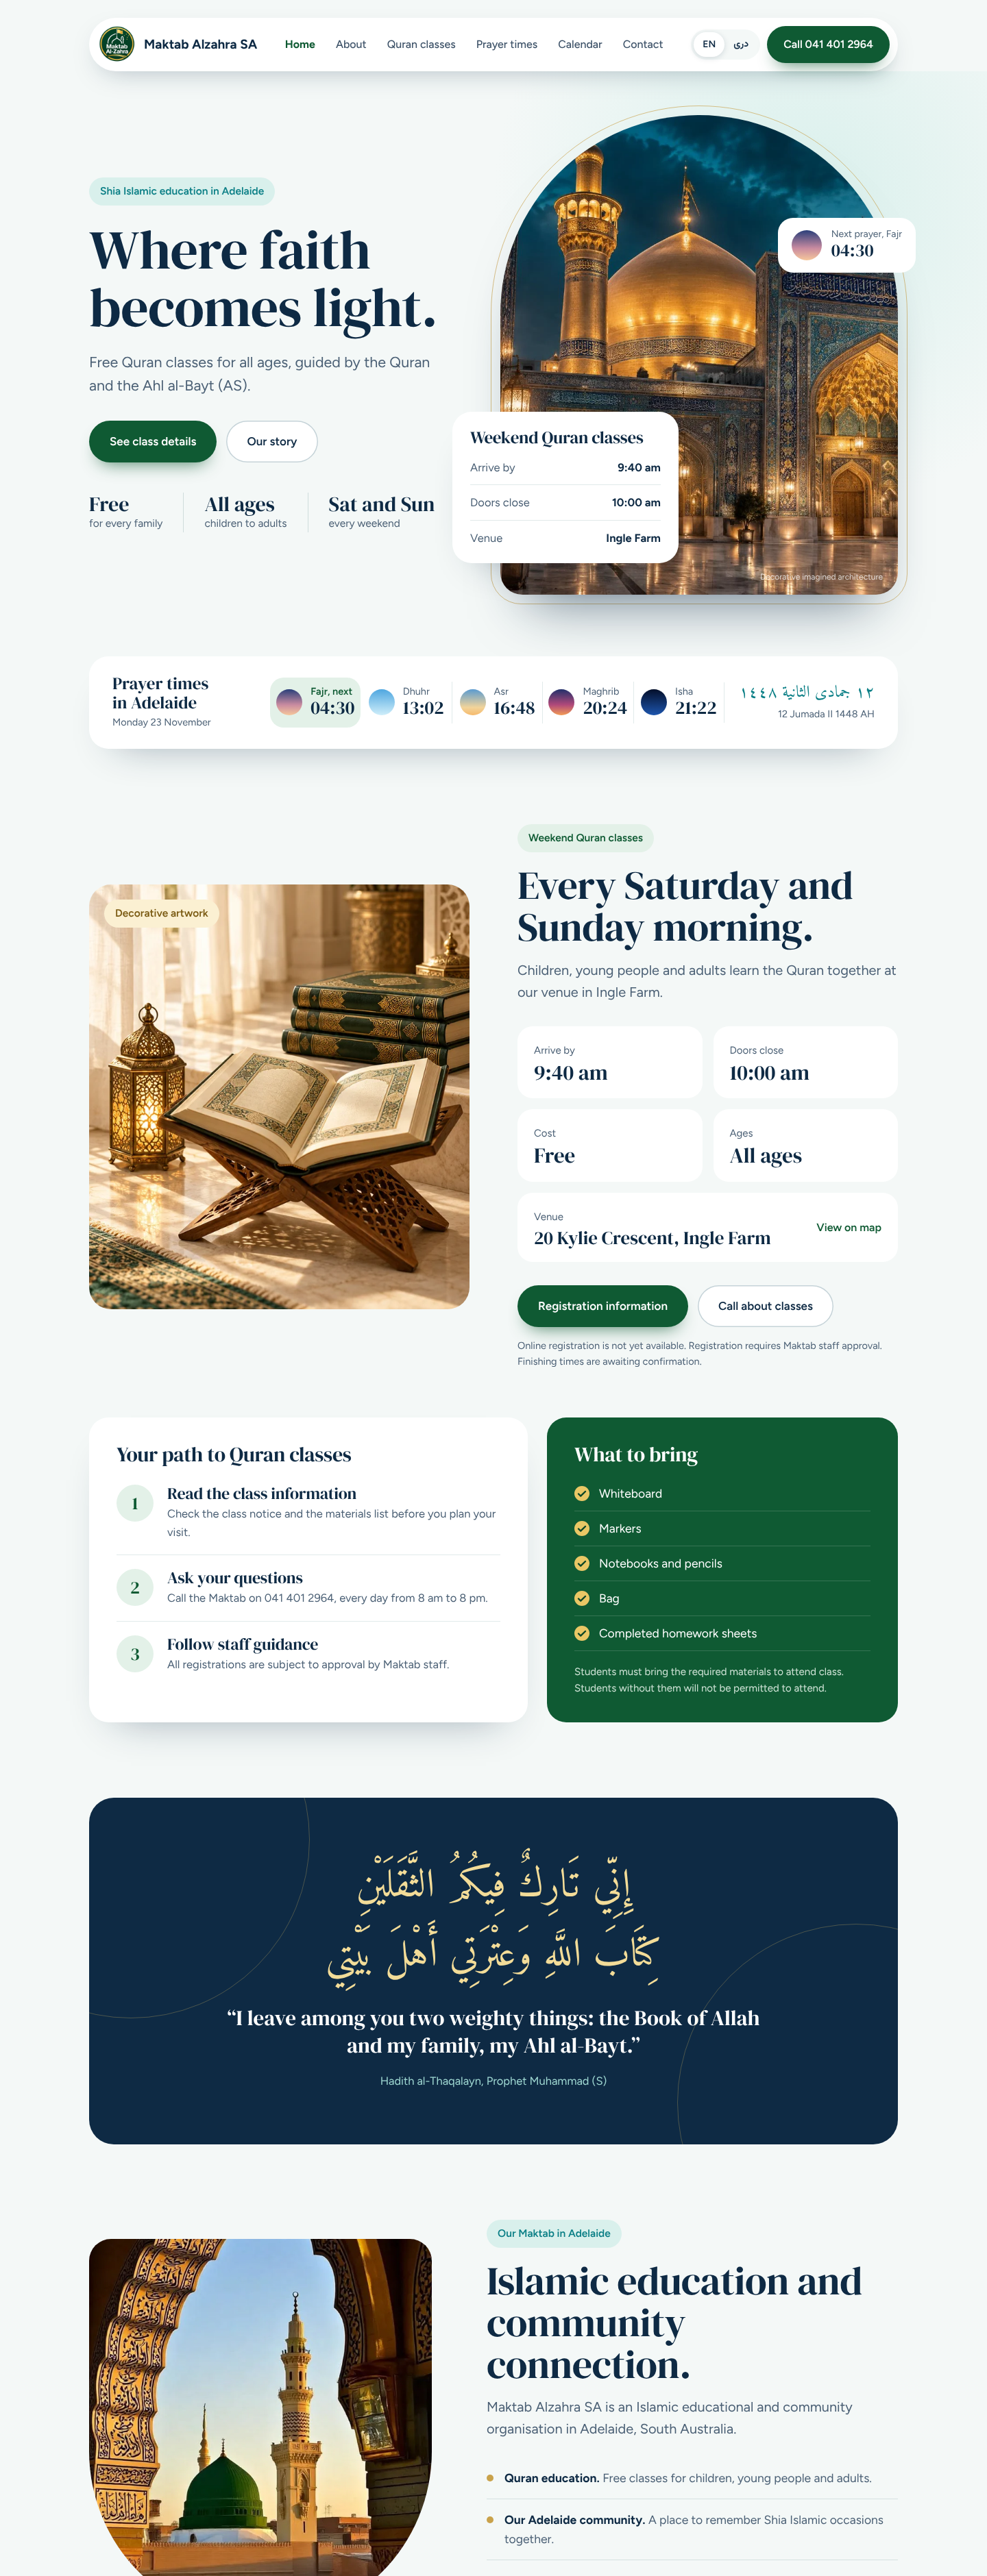 Maktab
Al-Zahra
Maktab Alzahra SA
Home
About
Quran classes
Prayer times
Calendar
Contact
EN
دری
Call 041 401 2964
Shia Islamic education in Adelaide
Where faith
becomes light.
Free Quran classes for all ages, guided by the Quran
and the Ahl al-Bayt (AS).
See class details
Our story
Free
for every family
All ages
children to adults
Sat and Sun
every weekend
Next prayer, Fajr
04:30
Weekend Quran classes
Arrive by 9:40 am
Doors close 10:00 am
Venue Ingle Farm
Decorative imagined architecture
Prayer times
in Adelaide
Monday 23 November
Fajr, next
04:30
Dhuhr
13:02
Asr
16:48
Maghrib
20:24
Isha
21:22
١٢ جمادى الثانية ١٤٤٨
12 Jumada II 1448 AH
Decorative artwork
Weekend Quran classes
Every Saturday and
Sunday morning.
Children, young people and adults learn the Quran together at
our venue in Ingle Farm.
Arrive by
9:40 am
Doors close
10:00 am
Cost
Free
Ages
All ages
Venue
20 Kylie Crescent, Ingle Farm
View on map
Registration information
Call about classes
Online registration is not yet available. Registration requires Maktab staff approval.
Finishing times are awaiting confirmation.
Your path to Quran classes
1
Read the class information
Check the class notice and the materials list before you plan your
visit.
2
Ask your questions
Call the Maktab on 041 401 2964, every day from 8 am to 8 pm.
3
Follow staff guidance
All registrations are subject to approval by Maktab staff.
What to bring
Whiteboard
Markers
Notebooks and pencils
Bag
Completed homework sheets
Students must bring the required materials to attend class.
Students without them will not be permitted to attend.
إِنِّي تَارِكٌ فِيكُمُ الثَّقَلَيْنِ
كِتَابَ اللَّهِ وَعِتْرَتِي أَهْلَ بَيْتِي
“I leave among you two weighty things: the Book of Allah
and my family, my Ahl al-Bayt.”
Hadith al-Thaqalayn, Prophet Muhammad (S)
Our Maktab in Adelaide
Islamic education and
community
connection.
Maktab Alzahra SA is an Islamic educational and community
organisation in Adelaide, South Australia.
Quran education. Free classes for children, young people and adults.
Our Adelaide community. A place to remember Shia Islamic occasions
together.